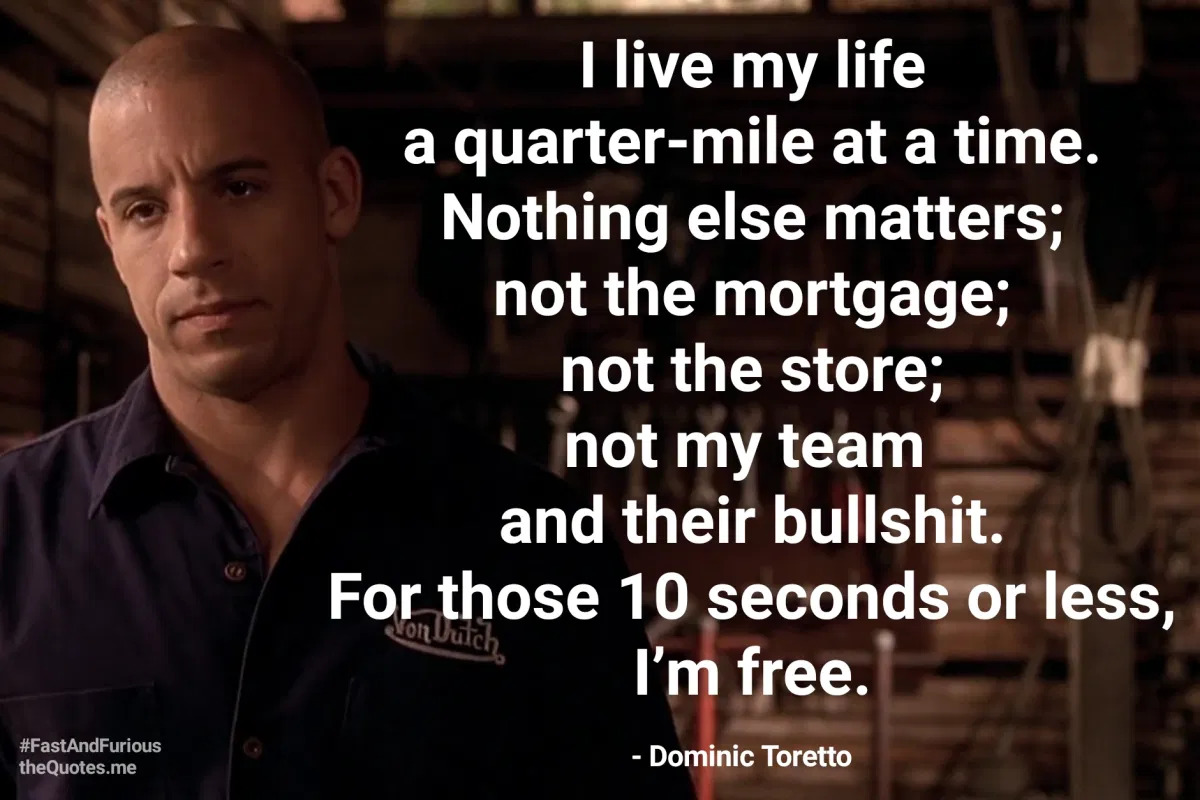 I live my life
a quarter-mile at a time.
Nothing else matters;
not the mortgage;
not the store;
not my team
and their bullshit.
For those 10 seconds or less,
Von Dutch
I’m free.
- Dominic Toretto
#FastAndFurious
theQuotes.me